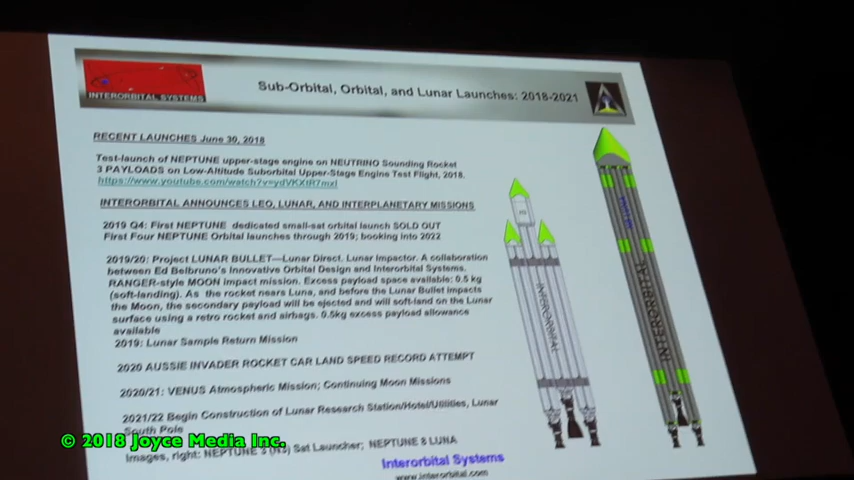 INTERORBITAL SYSTEMS
Sub-Orbital, Orbital, and Lunar Launches: 2018-2021
RECENT LAUNCHES June 30, 2018
Test-launch of NEPTUNE upper-stage engine on NEUTRINO Sounding Rocket
3 PAYLOADS on Low-Altitude Suborbital Upper-Stage Engine Test Flight, 2018.
https://www.youtube.com/watch?v=ydVKXtR7mxI
INTERORBITAL ANNOUNCES LEO, LUNAR, AND INTERPLANETARY MISSIONS
2019 Q4: First NEPTUNE dedicated small-sat orbital launch SOLD OUT
First Four NEPTUNE Orbital launches through 2019; booking into 2022
2019/20: Project LUNAR BULLET—Lunar Direct. Lunar Impactor. A collaboration
between Ed Belbruno's Innovative Orbital Design and Interorbital Systems.
RANGER-style MOON impact mission. Excess payload space available: 0.5 kg
(soft-landing). As the rocket nears Luna, and before the Lunar Bullet impacts
the Moon, the secondary payload will be ejected and will soft-land on the Lunar
surface using a retro rocket and airbags. 0.5kg excess payload allowance
available
2019: Lunar Sample Return Mission
2020 AUSSIE INVADER ROCKET CAR LAND SPEED RECORD ATTEMPT
2020/21: VENUS Atmospheric Mission; Continuing Moon Missions
2021/22 Begin Construction of Lunar Research Station/Hotel/Utilities, Lunar
South Pole
Images, right: NEPTUNE 3 (N3) Sat Launcher; NEPTUNE 8 LUNA
Interorbital Systems
www.interorbital.com
INTERORBITAL
INTERORBITAL
© 2018 Joyce Media Inc.